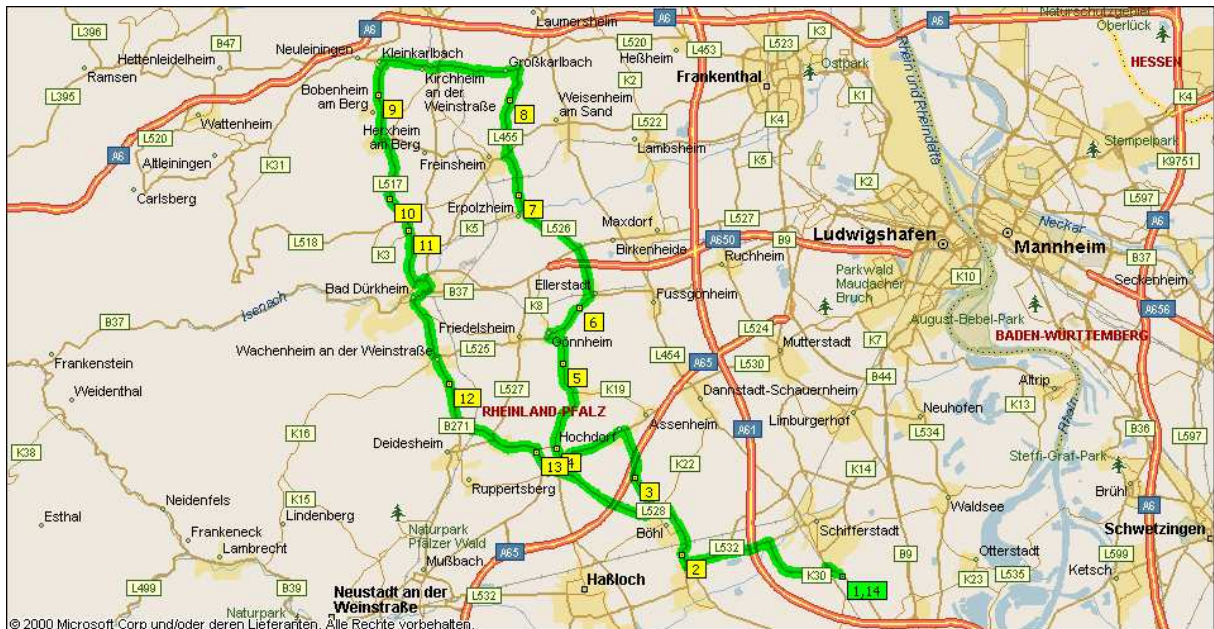 L396
Ramsen
B47
Hettenleidelheim
Neuleiningen
A6
Kleinkarlbach
Laumersheim
Großkarlbach
Kirchheim
an der
Weinstraße
A6
L520
Heßheim
L453
K2
Frankenthal
L523
K3
Ostpark
K1
K4
A6
Naturschutzgebiet
Oberlück
HESSEN
K4
L395
Wattenheim
Bobenheim
am Berg
9
8
Weisenheim
am Sand
L522
Lambsheim
Rhein und Rheindelta
Stempelpark
K9751
L520
A6
Altleiningen
K31
Herxheim
am Berg
Freinsheim
L455
K5
K2
Carlsberg
L517
10
Erpolzheim
7
L526
Maxdorf
L527
Neckar
L597
A6
L518
11
K5
K3
Birkenheide
A650
B9
Ludwigshafen
Mannheim
B37
Seckenheim
Ruchheim
K10
Bad Dürkheim
B37
Ellerstadt
K8
Fussgönheim
Parkwald
Maudacher
Bruch
A656
Isenach
B37
Friedelsheim
6
Gönnheim
L524
August-Bebel-Park
BADEN-WÜRTTEMBERG
Frankenstein
Wachenheim an der Weinstraße
L525
L454
A65
L530
Mutterstadt
K7
Weidenthal
5
12
L527
K19
Dannstadt-Schauernheim
B44
Altrip
K13
Rhein
RHEINLAND-PFALZ
B271
Assenheim
A61
Limburgerhof
Neuhofen
L534
B36
L597
K16
K38
Deidesheim
Hochdorf
4
13
K22
K14
Steffi-Graf-Park
Brühl
K15
Ruppertsberg
3
Neidenfels
Lindenberg
L528
Waldsee
A6
Esthal
Frankeneck
Naturpark
Pfälzer Wald
A65
Böhl
Schifferstadt
Schwetzingen
Lambrecht
Mußbach
2
L532
K30
B9
Otterstadt
L599
L499
B39
Haßloch
1,14
K23
L535
Ketsch
Naturpark
Neustadt an der
Weinstraße
L532
© 2000 Microsoft Corp und/oder deren Lieferanten. Alle Rechte vorbehalten.